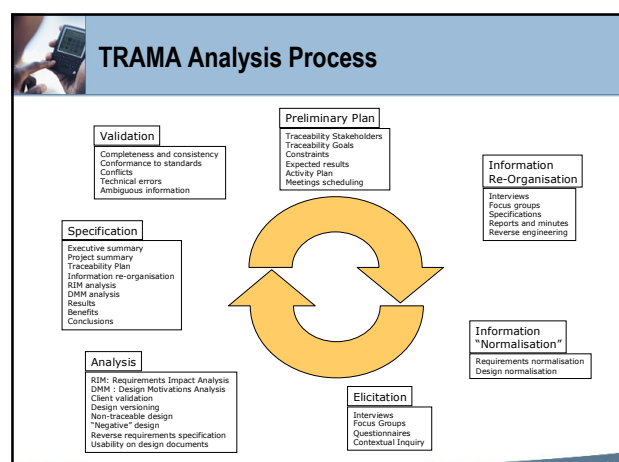 TRAMA Analysis Process
Preliminary Plan
Traceability Stakeholders
Traceability Goals
Constraints
Expected results
Activity Plan
Meetings scheduling
Information
Re-Organisation
Interviews
Focus groups
Specifications
Reports and minutes
Reverse engineering
Information
“Normalisation”
Requirements normalisation
Design normalisation
Elicitation
Interviews
Focus Groups
Questionnaires
Contextual Inquiry
Analysis
RIM: Requirements Impact Analysis
DMM : Design Motivations Analysis
Client validation
Design versioning
Non-traceable design
“Negative” design
Reverse requirements specification
Usability on design documents
Specification
Executive summary
Project summary
Traceability Plan
Information re-organisation
RIM analysis
DMM analysis
Results
Benefits
Conclusions
Validation
Completeness and consistency
Conformance to standards
Conflicts
Technical errors
Ambiguous information